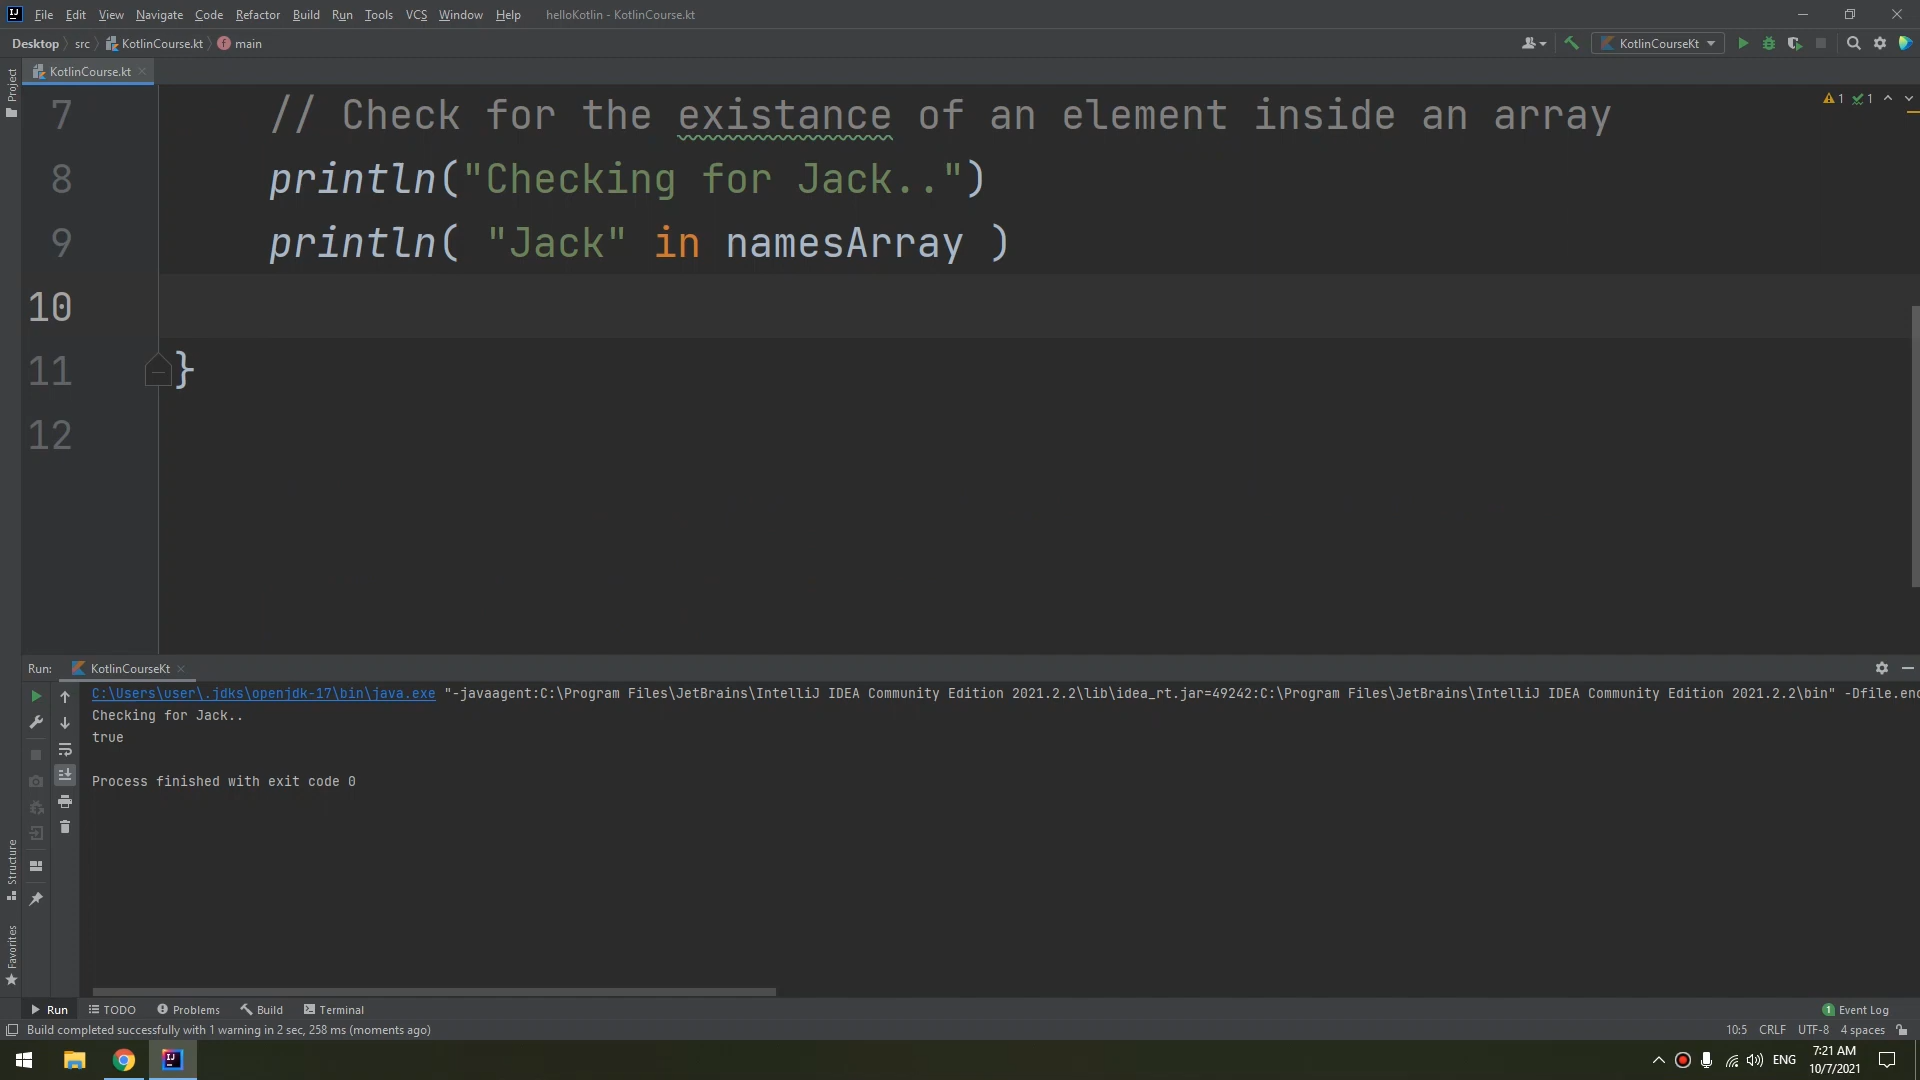 File Edit View Navigate Code Refactor Build Run Tools VCS Window Help helloKotlin - KotlinCourse.kt
Desktop src KotlinCourse.kt main KotlinCourseKt
Project
KotlinCourse.kt
7 // Check for the existance of an element inside an array
1 1
8 println("Checking for Jack..")
9 println( "Jack" in namesArray )
10
11 }
12
Run: KotlinCourseKt
C:\Users\user\.jdks\openjdk-17\bin\java.exe "-javaagent:C:\Program Files\JetBrains\IntelliJ IDEA Community Edition 2021.2.2\lib\idea_rt.jar=49242:C:\Program Files\JetBrains\IntelliJ IDEA Community Edition 2021.2.2\bin" -Dfile.enc
Checking for Jack..
true
Process finished with exit code 0
Structure
Favorites
Run TODO Problems Build Terminal 1 Event Log
Build completed successfully with 1 warning in 2 sec, 258 ms (moments ago) 10:5 CRLF UTF-8 4 spaces
ENG 7:21 AM
10/7/2021